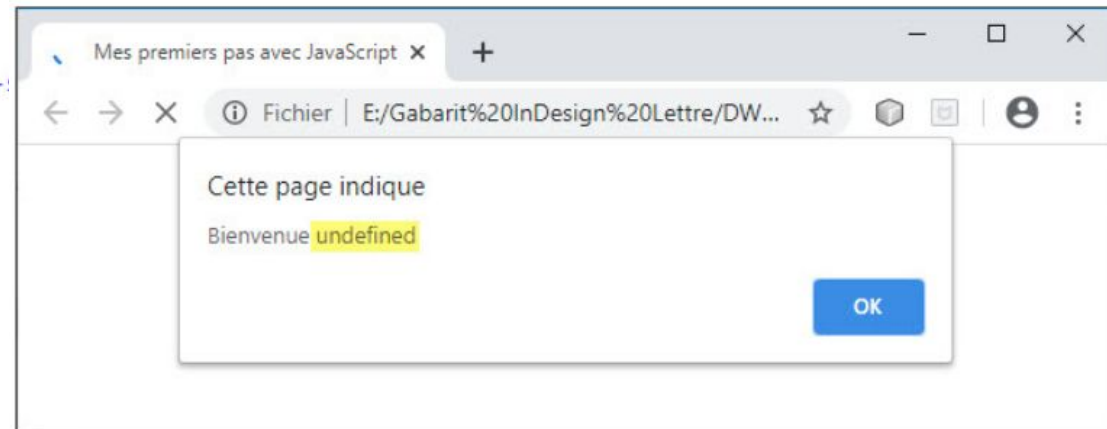 Mes premiers pas avec JavaScript
Fichier | E:/Gabarit%20InDesign%20Lettre/DW...
Cette page indique
Bienvenue undefined
OK